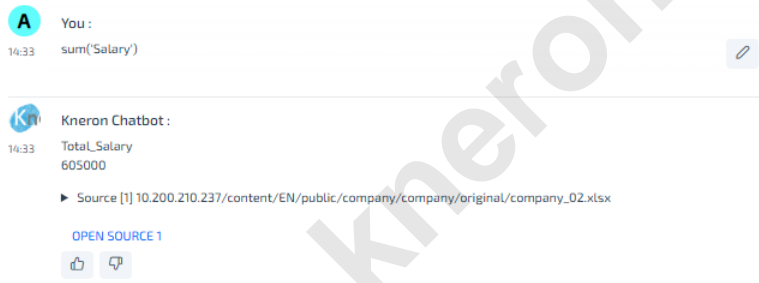 A
You :
14:33
sum('Salary')
Kn
Kneron Chatbot :
14:33
Total_Salary
605000
▶ Source [1] 10.200.210.237/content/EN/public/company/company/original/company_02.xlsx
OPEN SOURCE 1
kneron